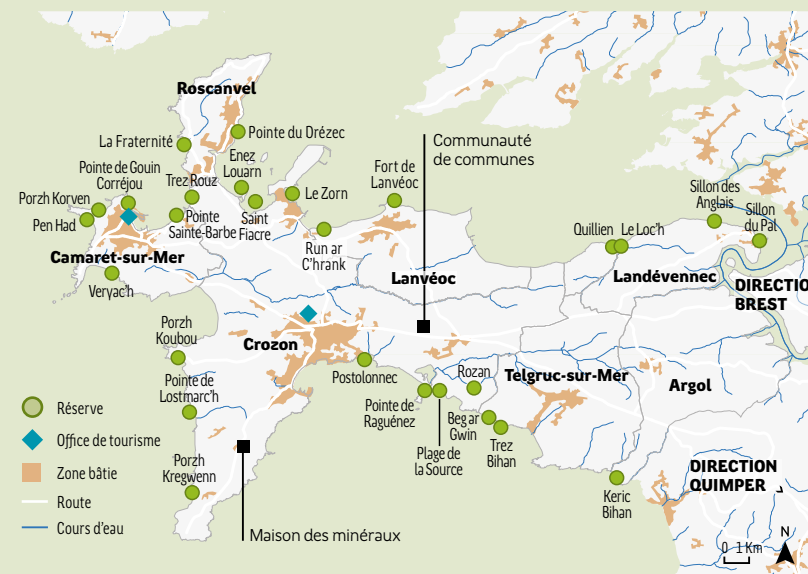 Roscanvel
La Fraternité
Pointe du Drézec
Communauté
de communes
Pointe de Gouin
Corréjou
Enez
Louarn
Trez Rouz
Le Zorn
Fort de
Lanvéoc
Porzh Korven
Pen Had
Pointe
Sainte-Barbe
Saint
Fiacre
Run ar
C'hrank
Sillon des
Anglais
Sillon
du Pal
Quillien
Le Loc'h
Camaret-sur-Mer
Veryac'h
Lanvéoc
Landévennec
DIRECTIO
BREST
Porzh
Koubou
Crozon
Postolonnec
Rozan
Telgruc-sur-Mer
Argol
Pointe de
Lostmarc'h
Pointe de
Raguénez
Beg ar
Gwin
Plage de
la Source
Trez
Bihan
Porzh
Kregwenn
Keric
Bihan
DIRECTION
QUIMPER
Réserve
Office de tourisme
Zone bâtie
Route
Cours d'eau
Maison des minéraux
0 1 Km
N